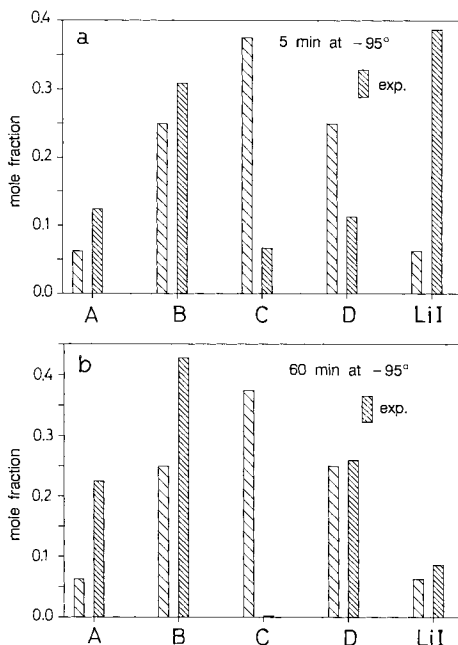 a
5 min at -95°
exp.
mole fraction
0.4
0.3
0.2
0.1
0.0
A B C D LiI
b
60 min at -95°
exp.
mole fraction
0.4
0.3
0.2
0.1
0.0
A B C D LiI